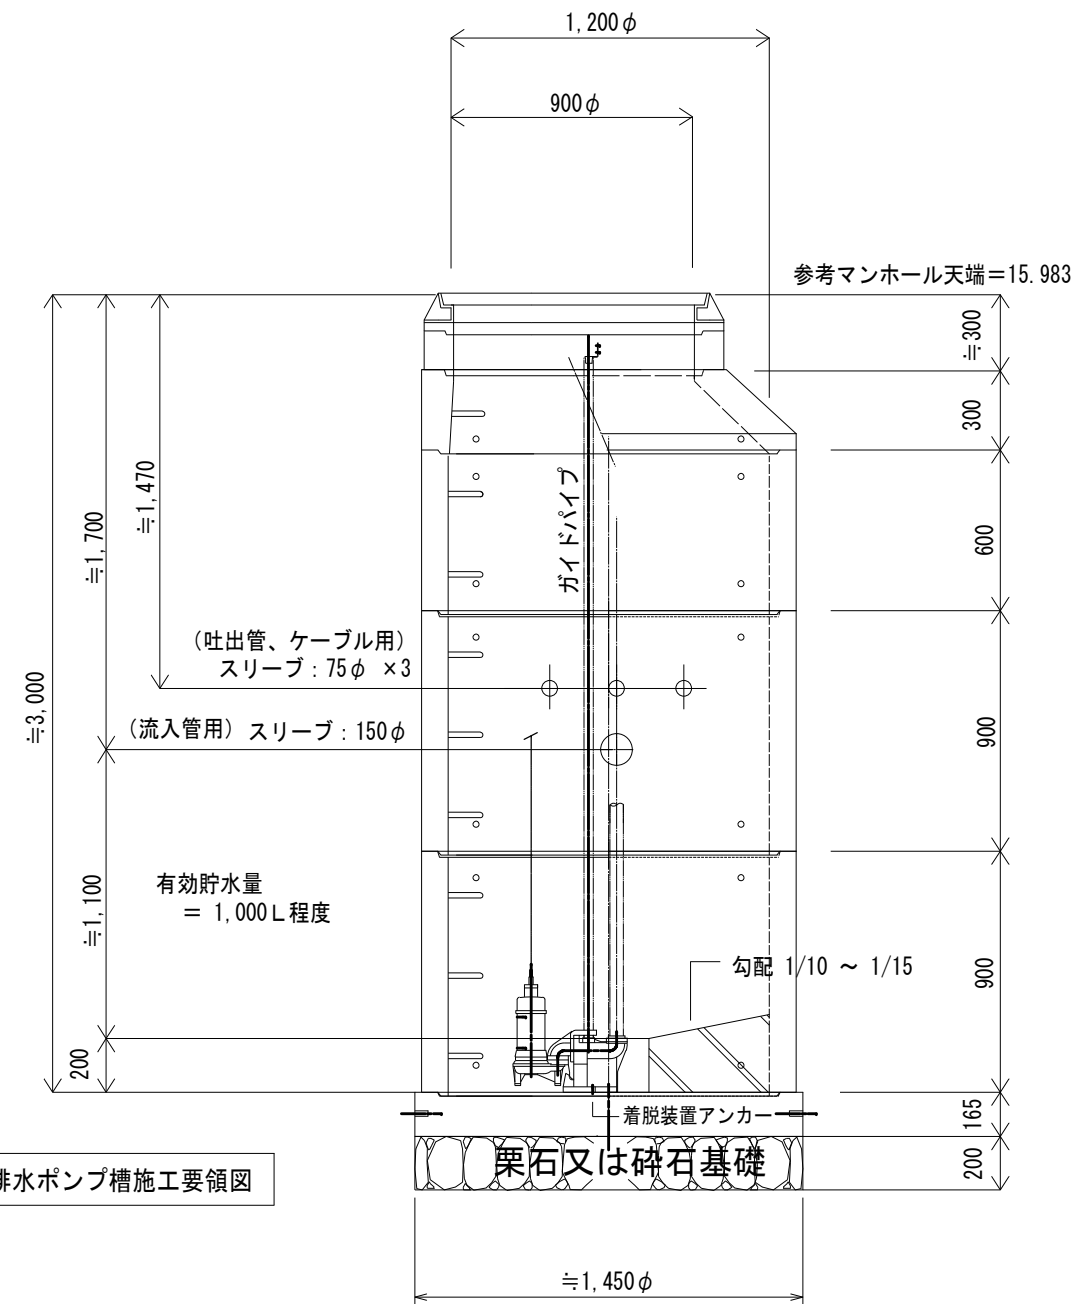 1,200φ
900φ
参考マンホール天端＝15.983
≒300
300
≒1,470
ガイドパイプ
≒1,700
600
（吐出管、ケーブル用）
スリーブ：75φ ×3
≒3,000
（流入管用） スリーブ：150φ
900
有効貯水量
＝ 1,000Ｌ程度
≒1,100
勾配 1/10 ～ 1/15
900
200
着脱装置アンカー
165
栗石又は砕石基礎
200
排水ポンプ槽施工要領図
≒1,450φ